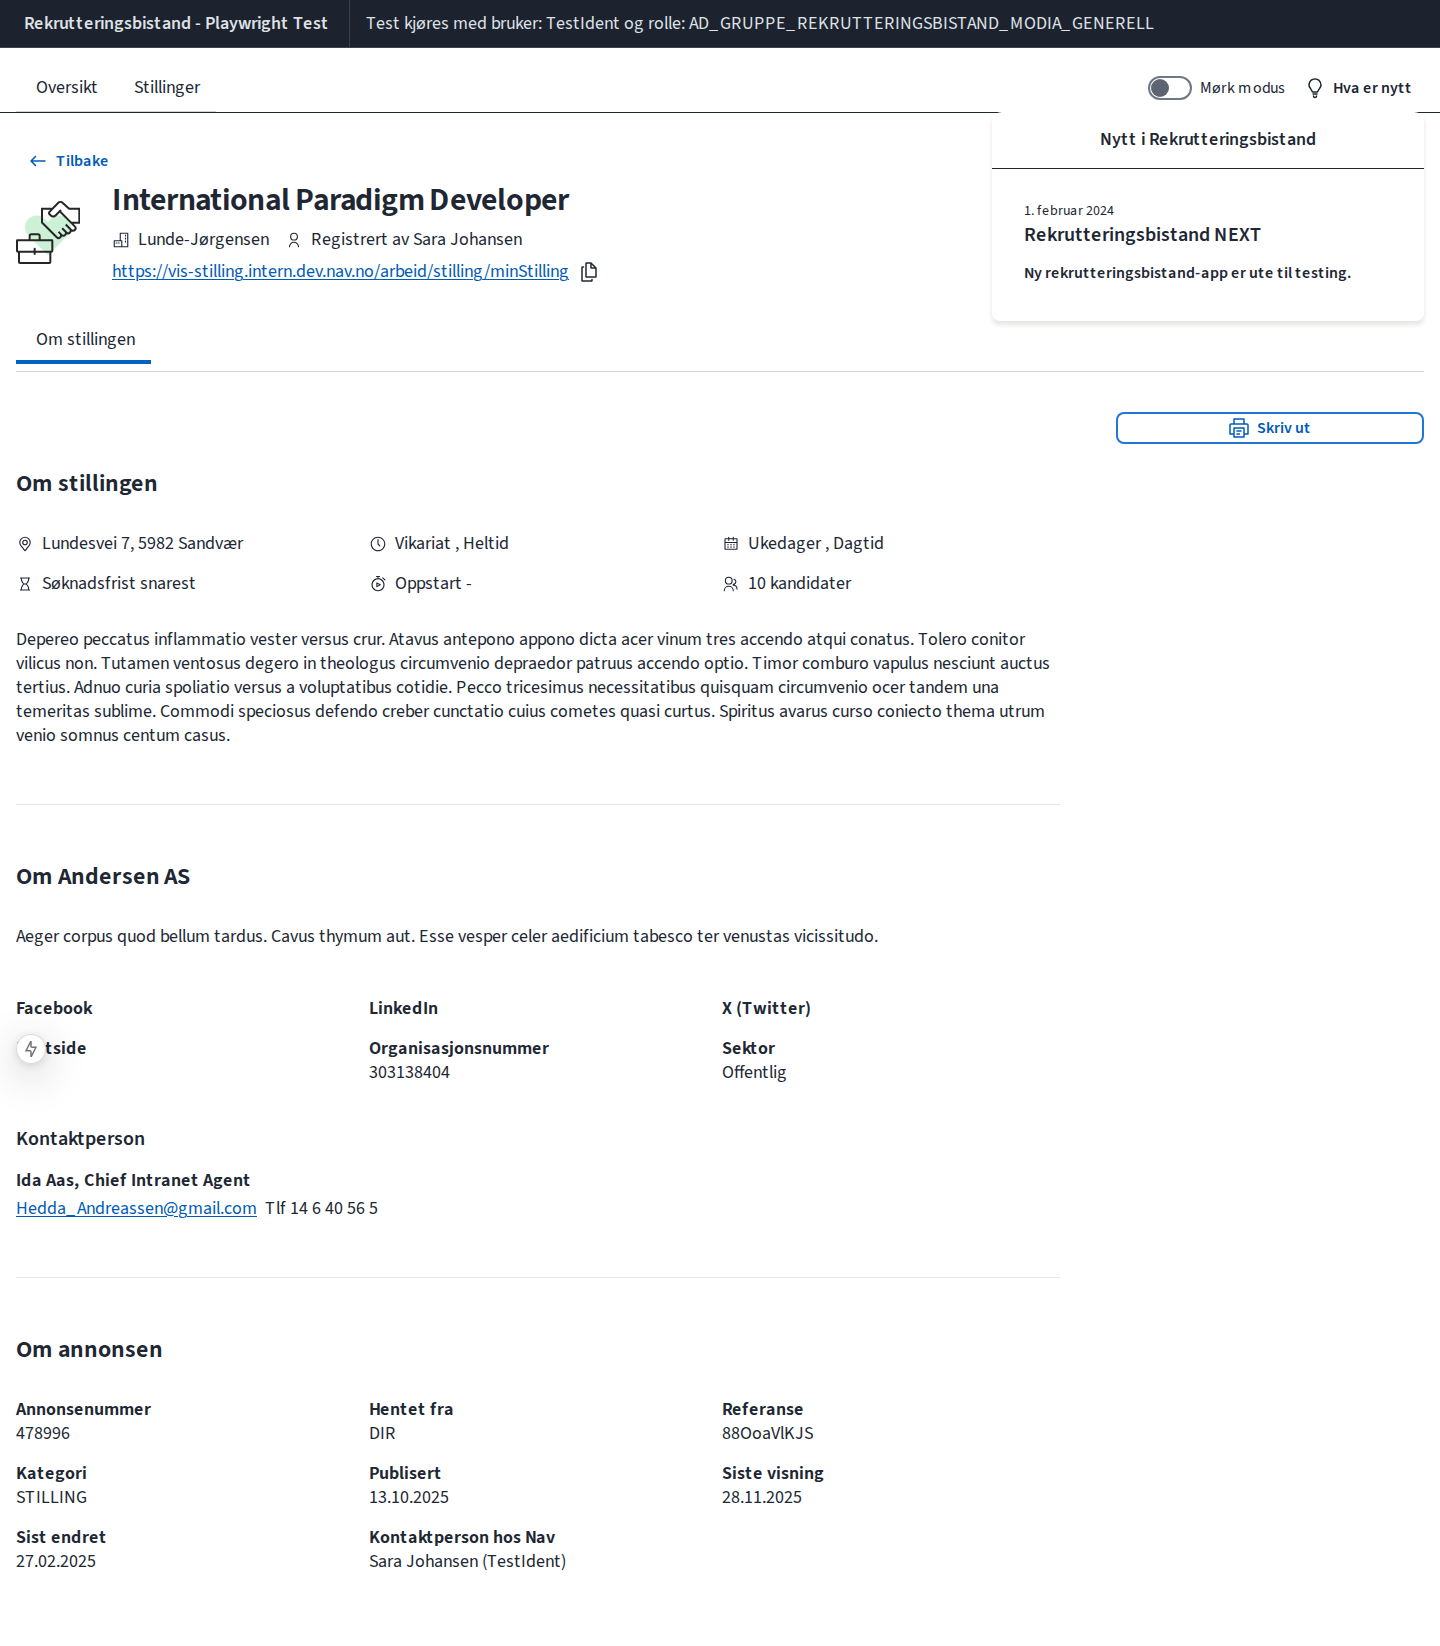 Rekrutteringsbistand - Playwright Test
Test kjøres med bruker: TestIdent og rolle: AD_GRUPPE_REKRUTTERINGSBISTAND_MODIA_GENERELL
Oversikt
Stillinger
Mørk modus
Hva er nytt
Tilbake
International Paradigm Developer
Lunde-Jørgensen
Registrert av Sara Johansen
https://vis-stilling.intern.dev.nav.no/arbeid/stilling/minStilling
Nytt i Rekrutteringsbistand
1. februar 2024
Rekrutteringsbistand NEXT
Ny rekrutteringsbistand-app er ute til testing.
Om stillingen
Skriv ut
Om stillingen
Lundesvei 7, 5982 Sandvær
Vikariat , Heltid
Ukedager , Dagtid
Søknadsfrist snarest
Oppstart -
10 kandidater
Depereo peccatus inflammatio vester versus crur. Atavus antepono appono dicta acer vinum tres accendo atqui conatus. Tolero conitor
vilicus non. Tutamen ventosus degero in theologus circumvenio depraedor patruus accendo optio. Timor comburo vapulus nesciunt auctus
tertius. Adnuo curia spoliatio versus a voluptatibus cotidie. Pecco tricesimus necessitatibus quisquam circumvenio ocer tandem una
temeritas sublime. Commodi speciosus defendo creber cunctatio cuius cometes quasi curtus. Spiritus avarus curso coniecto thema utrum
venio somnus centum casus.
Om Andersen AS
Aeger corpus quod bellum tardus. Cavus thymum aut. Esse vesper celer aedificium tabesco ter venustas vicissitudo.
Facebook
LinkedIn
X (Twitter)
tside
Organisasjonsnummer
303138404
Sektor
Offentlig
Kontaktperson
Ida Aas, Chief Intranet Agent
Hedda_Andreassen@gmail.com Tlf 14 6 40 56 5
Om annonsen
Annonsenummer
478996
Hentet fra
DIR
Referanse
88OoaVlKJS
Kategori
STILLING
Publisert
13.10.2025
Siste visning
28.11.2025
Sist endret
27.02.2025
Kontaktperson hos Nav
Sara Johansen (TestIdent)